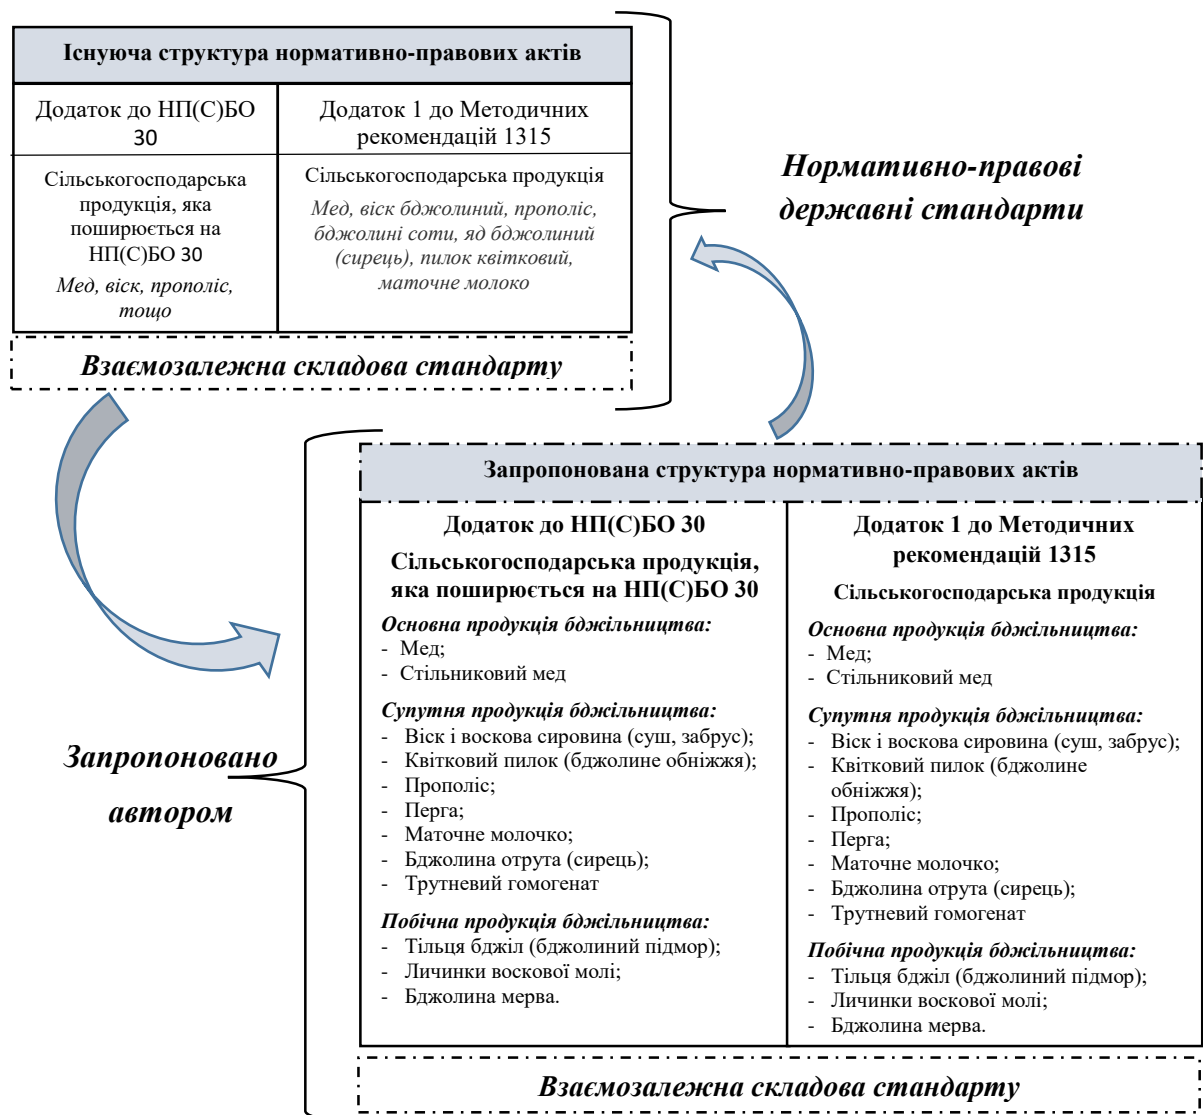 Існуюча структура нормативно-правових актів
Додаток до НП(С)БО
30
Сільськогосподарська
продукція, яка
поширюється на
НП(С)БО 30
Мед, віск, прополіс,
тощо
Додаток 1 до Методичних
рекомендацій 1315
Сільськогосподарська продукція
Мед, віск бджолиний, прополіс,
бджолині соти, яд бджолиний
(сирець), пилок квітковий,
маточне молоко
Взаємозалежна складова стандарту
Нормативно-правові
державні стандарти
Запропоновано
автором
Запропонована структура нормативно-правових актів
Додаток до НП(С)БО 30
Сільськогосподарська продукція,
яка поширюється на НП(С)БО 30
Основна продукція бджільництва:
- Мед;
- Стільниковий мед
Супутня продукція бджільництва:
- Віск і воскова сировина (суш, забрус);
- Квітковий пилок (бджолине обніжжя);
- Прополіс;
- Перга;
- Маточне молочко;
- Бджолина отрута (сирець);
- Трутневий гомогенат
Побічна продукція бджільництва:
- Тільця бджіл (бджолиний підмор);
- Личинки воскової молі;
- Бджолина мерва.
Додаток 1 до Методичних
рекомендацій 1315
Сільськогосподарська продукція
Основна продукція бджільництва:
- Мед;
- Стільниковий мед
Супутня продукція бджільництва:
- Віск і воскова сировина (суш, забрус);
- Квітковий пилок (бджолине
обніжжя);
- Прополіс;
- Перга;
- Маточне молочко;
- Бджолина отрута (сирець);
- Трутневий гомогенат
Побічна продукція бджільництва:
- Тільця бджіл (бджолиний підмор);
- Личинки воскової молі;
- Бджолина мерва.
Взаємозалежна складова стандарту